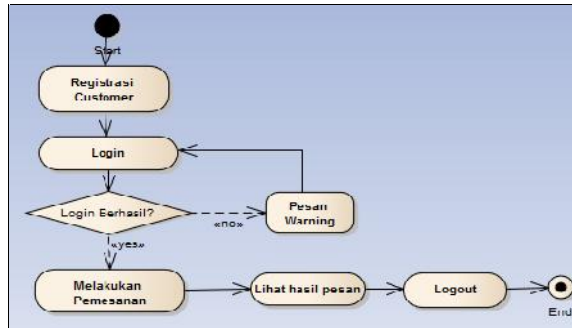 Start
Registrasi
Customer
Login
Login Berhasil?
«no»
Pesan
Warning
«yes»
Melakukan
Pemesanan
Lihat hasil pesan
Logout
End